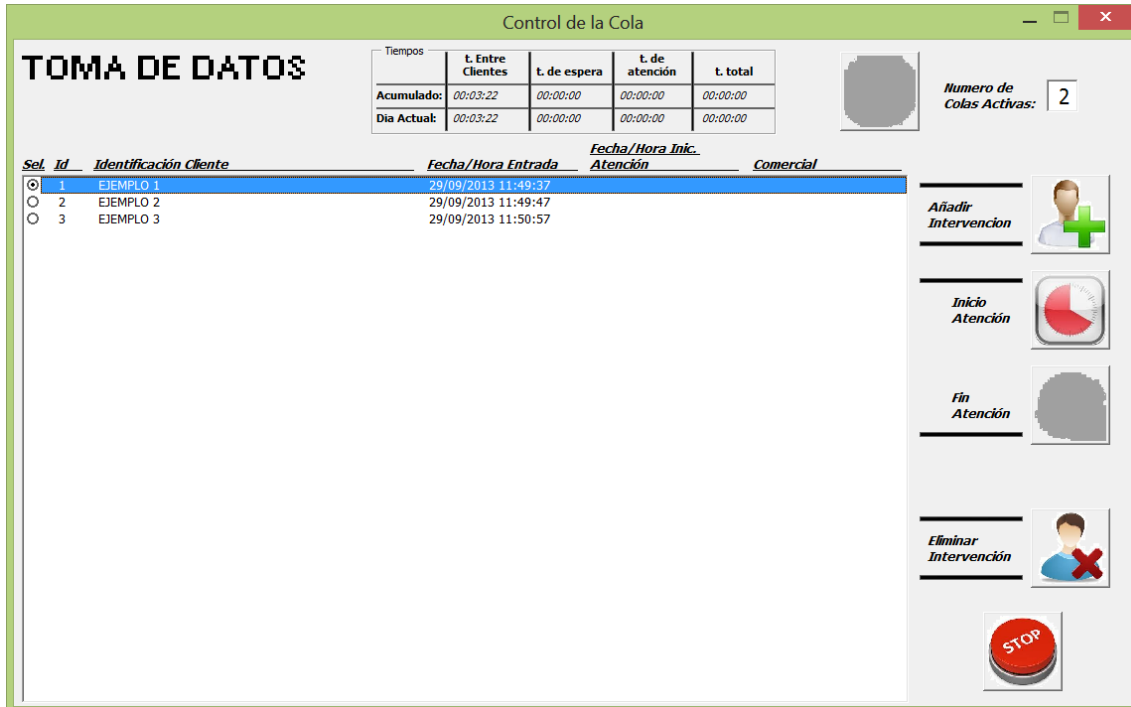 Control de la Cola
TOMA DE DATOS
Tiempos
t. Entre Clientes t. de espera t. de atención t. total
Acumulado: 00:03:22 00:00:00 00:00:00 00:00:00
Dia Actual: 00:03:22 00:00:00 00:00:00 00:00:00
Numero de
Colas Activas: 2
Sel. Id Identificación Cliente Fecha/Hora Entrada Fecha/Hora Inic. Atención Comercial
1 EJEMPLO 1 29/09/2013 11:49:37
2 EJEMPLO 2 29/09/2013 11:49:47
3 EJEMPLO 3 29/09/2013 11:50:57
Añadir
Intervencion
Inicio
Atención
Fin
Atención
Eliminar
Intervención
STOP